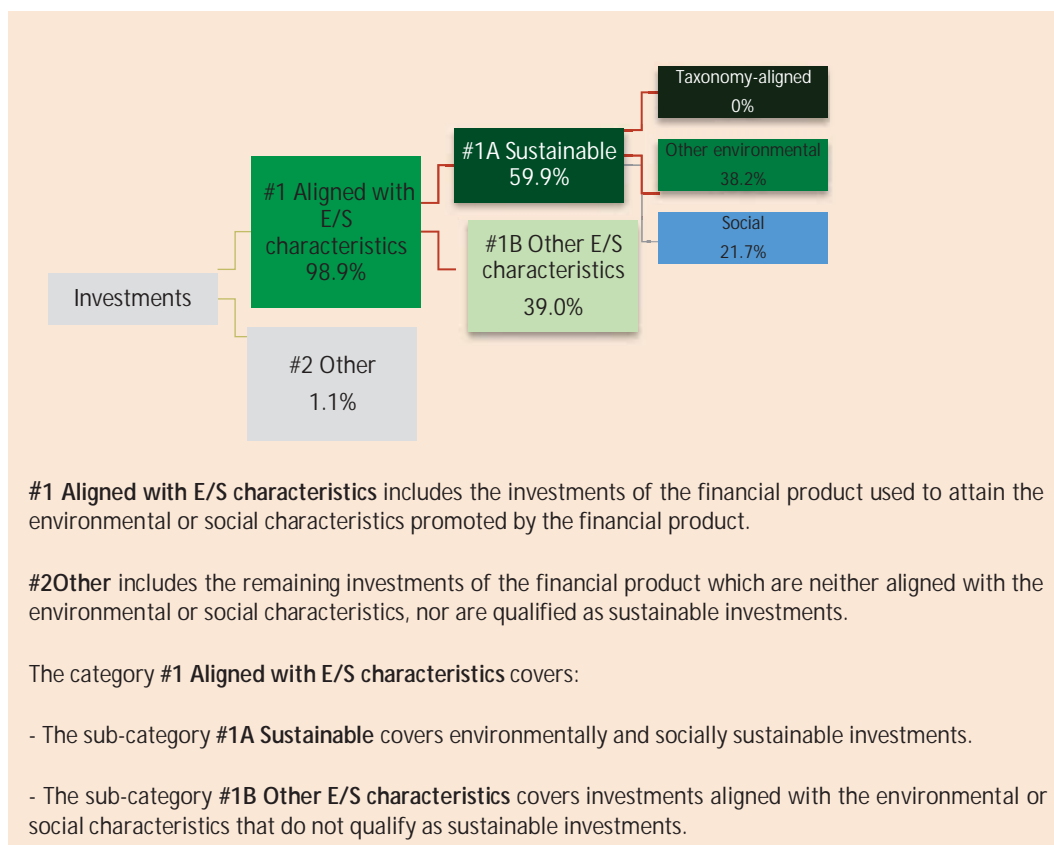 Taxonomy-aligned
0%
#1A Sustainable
59.9%
Other environmental
38.2%
#1 Aligned with
E/S
characteristics
98.9%
Social
21.7%
#1B Other E/S
characteristics
39.0%
Investments
#2 Other
1.1%
#1 Aligned with E/S characteristics includes the investments of the financial product used to attain the
environmental or social characteristics promoted by the financial product.
#2Other includes the remaining investments of the financial product which are neither aligned with the
environmental or social characteristics, nor are qualified as sustainable investments.
The category #1 Aligned with E/S characteristics covers:
- The sub-category #1A Sustainable covers environmentally and socially sustainable investments.
- The sub-category #1B Other E/S characteristics covers investments aligned with the environmental or
social characteristics that do not qualify as sustainable investments.